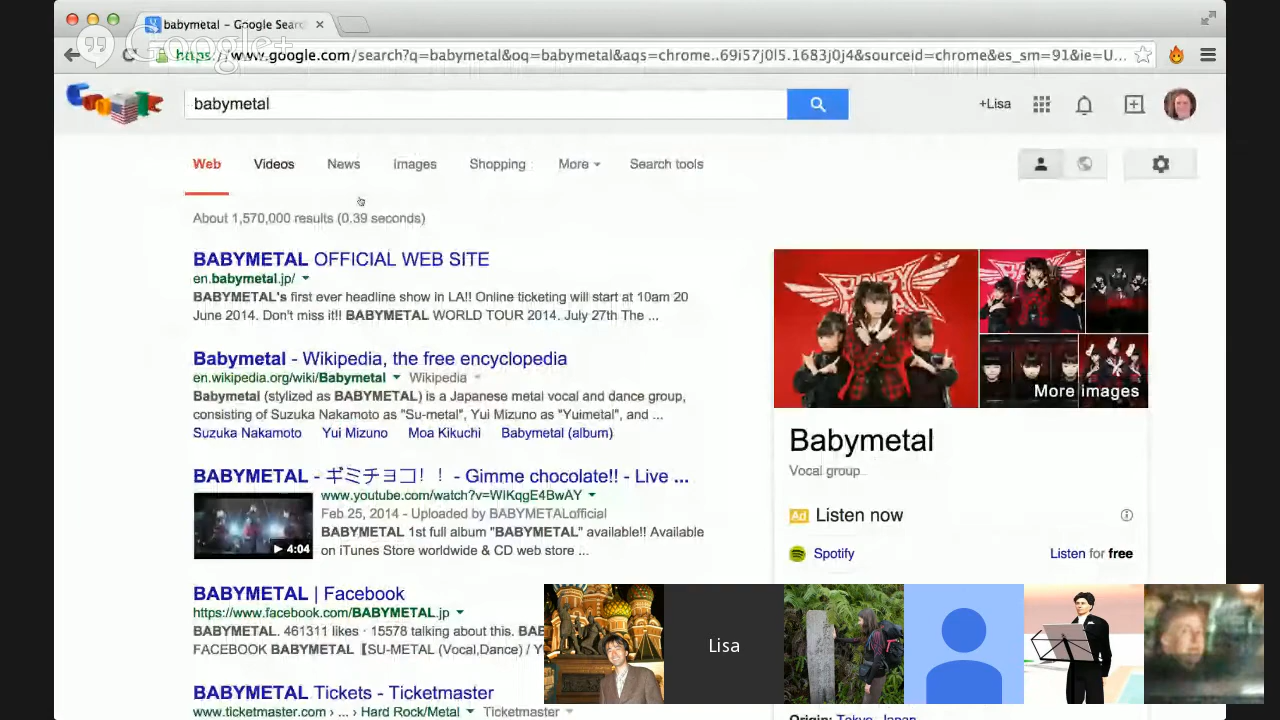 babymetal - Google Sear
Google+
https://www.google.com/search?q=babymetal&oq=babymetal&aqs=chrome..69i57j0l5.1683j0j4&sourceid=chrome&es_sm=91&ie=U...
Google
babymetal
+Lisa
Web Videos News Images Shopping More Search tools
About 1,570,000 results (0.39 seconds)
BABYMETAL OFFICIAL WEB SITE
en.babymetal.jp/
BABYMETAL's first ever headline show in LA!! Online ticketing will start at 10am 20
June 2014. Don't miss it!! BABYMETAL WORLD TOUR 2014. July 27th The ...
Babymetal - Wikipedia, the free encyclopedia
en.wikipedia.org/wiki/Babymetal Wikipedia
Babymetal (stylized as BABYMETAL) is a Japanese metal vocal and dance group,
consisting of Suzuka Nakamoto as "Su-metal", Yui Mizuno as "Yuimetal", and ...
Suzuka Nakamoto Yui Mizuno Moa Kikuchi Babymetal (album)
BABYMETAL - ギミチョコ！！ - Gimme chocolate!! - Live ...
www.youtube.com/watch?v=WIKqgE4BwAY
Feb 25, 2014 - Uploaded by BABYMETALofficial
BABYMETAL 1st full album "BABYMETAL" available!! Available
on iTunes Store worldwide & CD web store ...
4:04
BABYMETAL | Facebook
https://www.facebook.com/BABYMETAL.jp
BABYMETAL. 461311 likes · 15578 talking about this. BAB
FACEBOOK BABYMETAL【SU-METAL (Vocal,Dance) / Y
BABYMETAL Tickets - Ticketmaster
www.ticketmaster.com › ... › Hard Rock/Metal Ticketmaster
BABY METAL
More images
Babymetal
Vocal group
Ad Listen now
Spotify Listen for free
Lisa
Origin: Tokyo, Japan